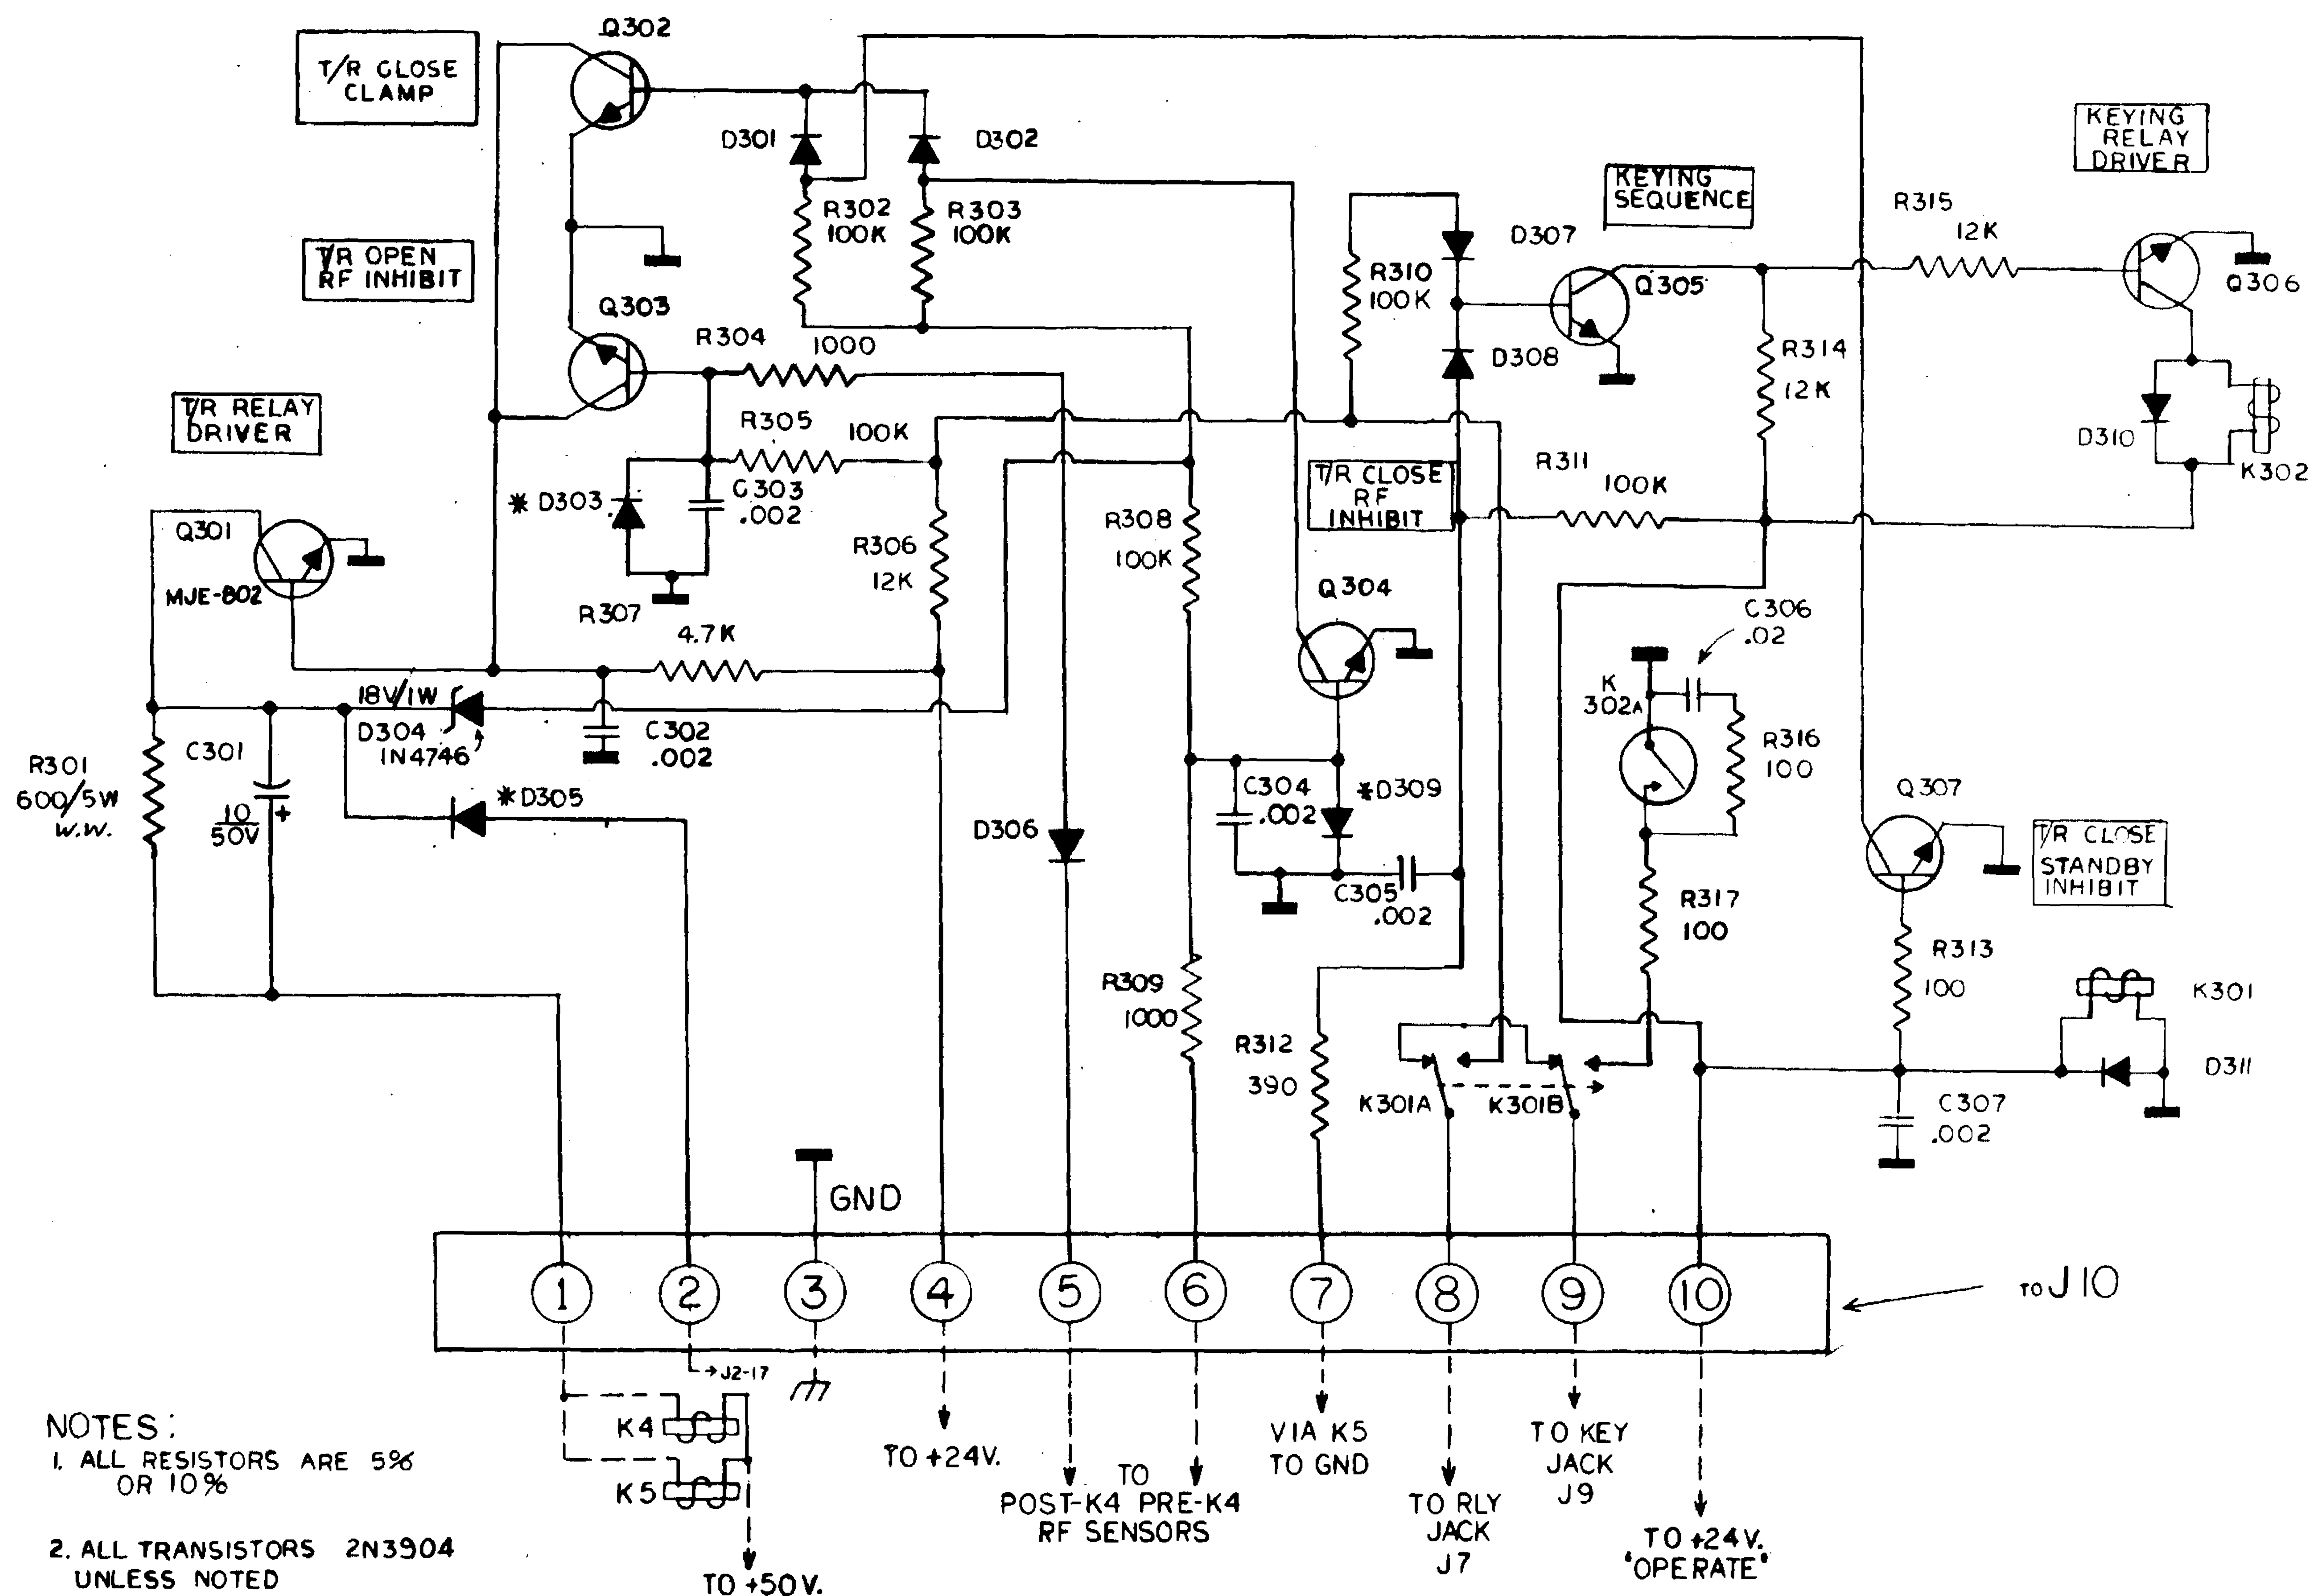 Q302
T/R CLOSE
CLAMP
D301
D302
KEYING
RELAY
DRIVER
KEYING
SEQUENCE
R302
100K
R303
100K
R315
12K
T/R OPEN
RF INHIBIT
D307
R310
100K
Q305
Q306
Q303
R304
1000
D308
R314
12K
T/R RELAY
DRIVER
R305
100K
D310
K302
T/R CLOSE
RF
INHIBIT
R311
100K
* D303
C303
.002
Q301
MJE-802
R306
12K
R308
100K
Q304
R307
4.7K
C306
.02
K
302A
18V/1W
D304
1N4746
C302
.002
R301
600/5W
W.W.
C301
10
50V
+
*D305
C304
.002
*D309
R316
100
Q307
D306
C305
.002
T/R CLOSE
STANDBY
INHIBIT
R317
100
R313
100
R309
1000
K301
R312
390
K301A
K301B
D311
C307
.002
GND
1
2
3
4
5
6
7
8
9
10
TO J10
→J2-17
K4
K5
TO +50V.
TO +24V.
TO
POST-K4 PRE-K4
RF SENSORS
VIA K5
TO GND
TO RLY
JACK
J7
TO KEY
JACK
J9
TO +24V.
"OPERATE"
NOTES:
1. ALL RESISTORS ARE 5%
OR 10%
2. ALL TRANSISTORS 2N3904
UNLESS NOTED